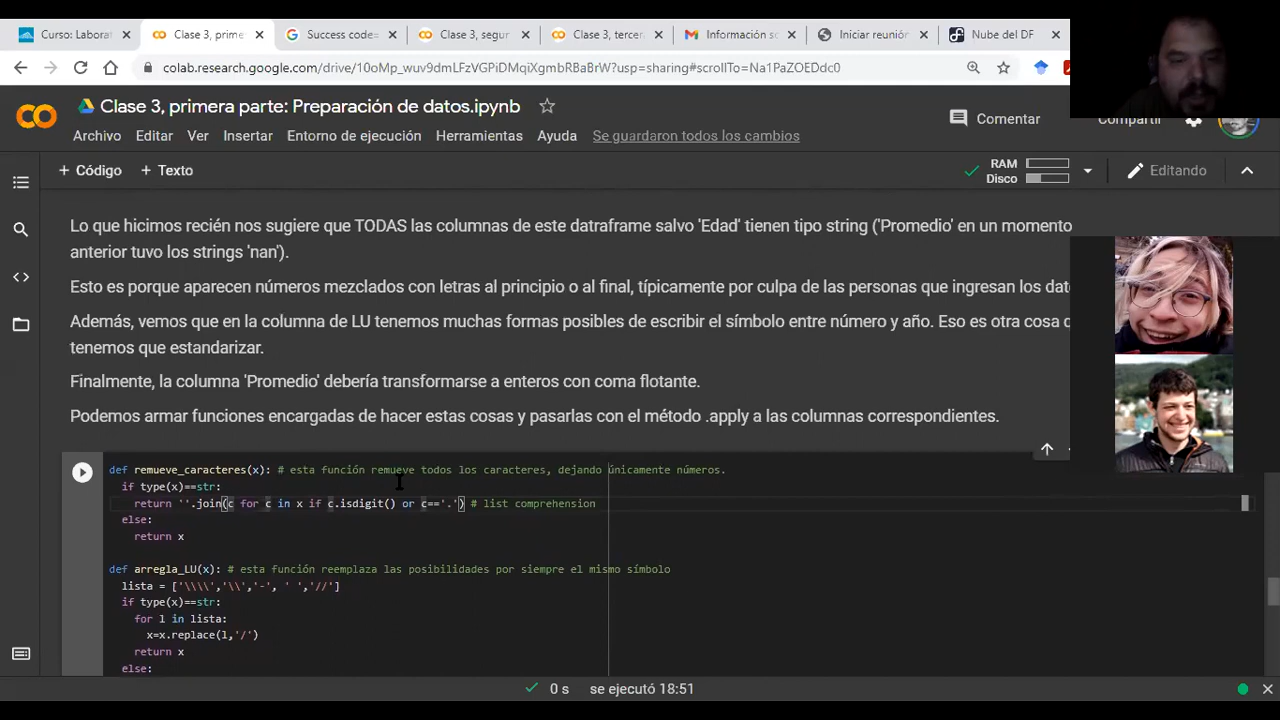 Curso: Laborat
Clase 3, prime
Success code=
Clase 3, segur
Clase 3, tercer
Información so
Iniciar reunión
Nube del DF
colab.research.google.com/drive/10oMp_wuv9dmLFzVGPiDMqiXgmbRBaBrW?usp=sharing#scrollTo=Na1PaZOEDdc0
Clase 3, primera parte: Preparación de datos.ipynb
Comentar
Compartir
Archivo Editar Ver Insertar Entorno de ejecución Herramientas Ayuda Se guardaron todos los cambios
+ Código + Texto
RAM
Disco
Editando
Lo que hicimos recién nos sugiere que TODAS las columnas de este datraframe salvo 'Edad' tienen tipo string ('Promedio' en un momento
anterior tuvo los strings 'nan').
Esto es porque aparecen números mezclados con letras al principio o al final, típicamente por culpa de las personas que ingresan los dat
Además, vemos que en la columna de LU tenemos muchas formas posibles de escribir el símbolo entre número y año. Eso es otra cosa
tenemos que estandarizar.
Finalmente, la columna 'Promedio' debería transformarse a enteros con coma flotante.
Podemos armar funciones encargadas de hacer estas cosas y pasarlas con el método .apply a las columnas correspondientes.
def remueve_caracteres(x): # esta función remueve todos los caracteres, dejando únicamente números.
if type(x)==str:
return ''.join(c for c in x if c.isdigit() or c=='.') # list comprehension
else:
return x
def arregla_LU(x): # esta función reemplaza las posibilidades por siempre el mismo símbolo
lista = ['\\\\','\\','-', ' ','//']
if type(x)==str:
for l in lista:
x=x.replace(l,'/')
return x
else:
0 s se ejecutó 18:51